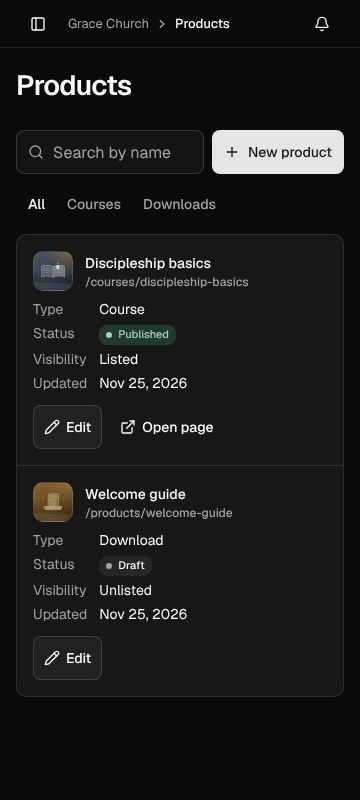 Grace Church > Products
Products
Search by name
New product
All Courses Downloads
Discipleship basics
/courses/discipleship-basics
Type Course
Status Published
Visibility Listed
Updated Nov 25, 2026
Edit Open page
Welcome guide
/products/welcome-guide
Type Download
Status Draft
Visibility Unlisted
Updated Nov 25, 2026
Edit